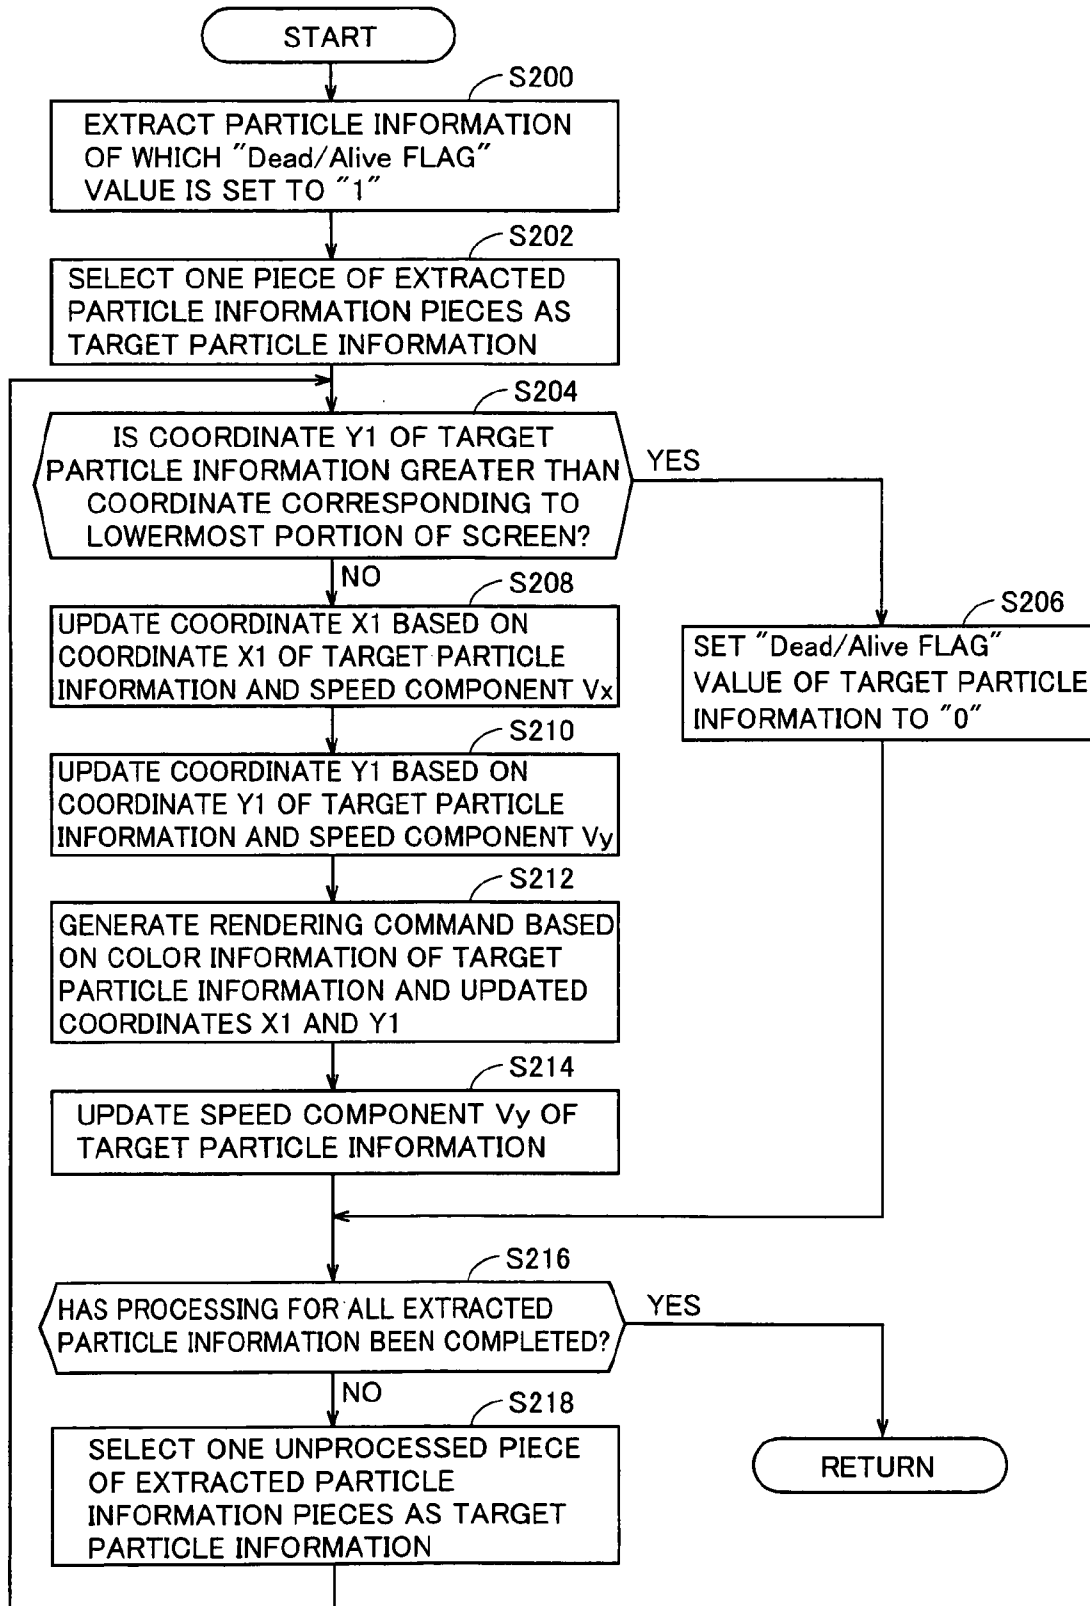 START
S200
EXTRACT PARTICLE INFORMATION
OF WHICH "Dead/Alive FLAG"
VALUE IS SET TO "1"
S202
SELECT ONE PIECE OF EXTRACTED
PARTICLE INFORMATION PIECES AS
TARGET PARTICLE INFORMATION
S204
IS COORDINATE Y1 OF TARGET
PARTICLE INFORMATION GREATER THAN
COORDINATE CORRESPONDING TO
LOWERMOST PORTION OF SCREEN?
YES
NO
S206
SET "Dead/Alive FLAG"
VALUE OF TARGET PARTICLE
INFORMATION TO "0"
S208
UPDATE COORDINATE X1 BASED ON
COORDINATE X1 OF TARGET PARTICLE
INFORMATION AND SPEED COMPONENT Vx
S210
UPDATE COORDINATE Y1 BASED ON
COORDINATE Y1 OF TARGET PARTICLE
INFORMATION AND SPEED COMPONENT Vy
S212
GENERATE RENDERING COMMAND BASED
ON COLOR INFORMATION OF TARGET
PARTICLE INFORMATION AND UPDATED
COORDINATES X1 AND Y1
S214
UPDATE SPEED COMPONENT Vy OF
TARGET PARTICLE INFORMATION
S216
HAS PROCESSING FOR ALL EXTRACTED
PARTICLE INFORMATION BEEN COMPLETED?
YES
NO
S218
SELECT ONE UNPROCESSED PIECE
OF EXTRACTED PARTICLE
INFORMATION PIECES AS TARGET
PARTICLE INFORMATION
RETURN